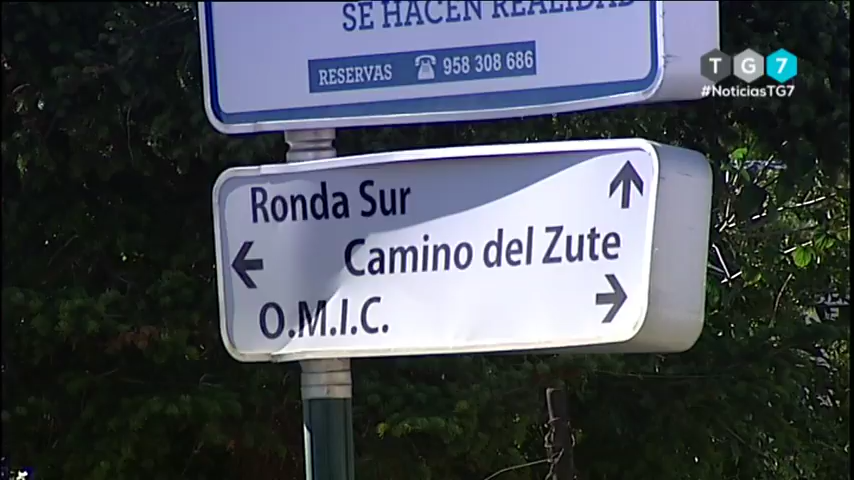 SE HACEN REALIDAD
RESERVAS 958 308 686
TG7
#NoticiasTG7
Ronda Sur
Camino del Zute
O.M.I.C.